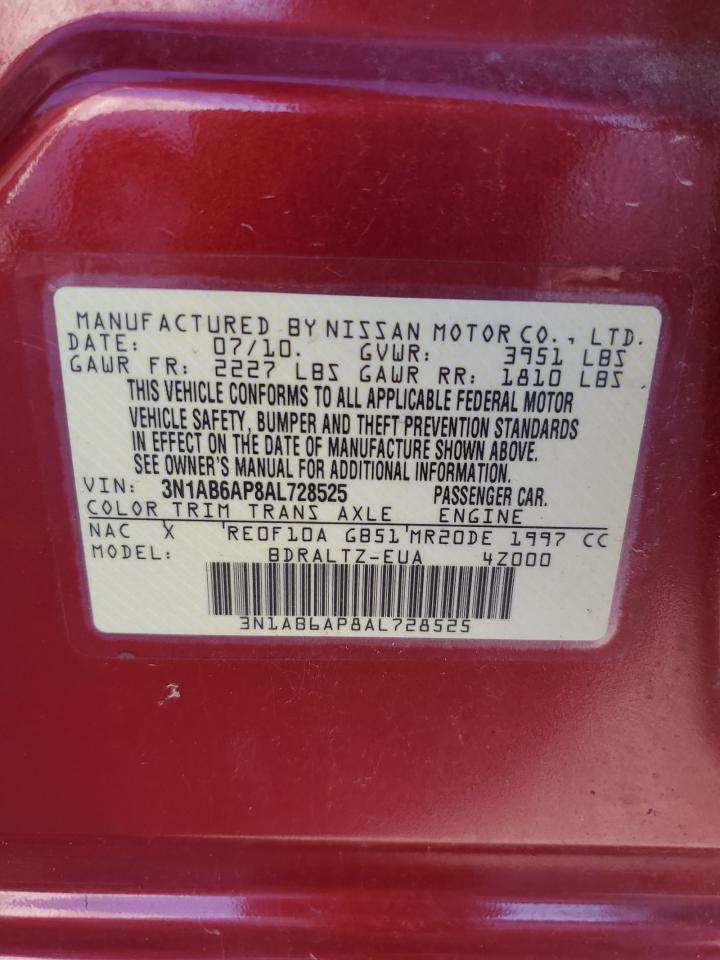 MANUFACTURED BY NISSAN MOTOR CO., LTD.
DATE: 07/10. GVWR: 3951 LBS
GAWR FR: 2227 LBS GAWR RR: 1810 LBS
THIS VEHICLE CONFORMS TO ALL APPLICABLE FEDERAL MOTOR
VEHICLE SAFETY, BUMPER AND THEFT PREVENTION STANDARDS
IN EFFECT ON THE DATE OF MANUFACTURE SHOWN ABOVE.
SEE OWNER'S MANUAL FOR ADDITIONAL INFORMATION.
VIN: 3N1AB6AP8AL728525 PASSENGER CAR.
COLOR TRIM TRANS AXLE ENGINE
NAC X RE0F10A GB51 MR20DE 1997 CC
MODEL: BDRALTZ-EUA 4Z000
3N1AB6AP8AL728525